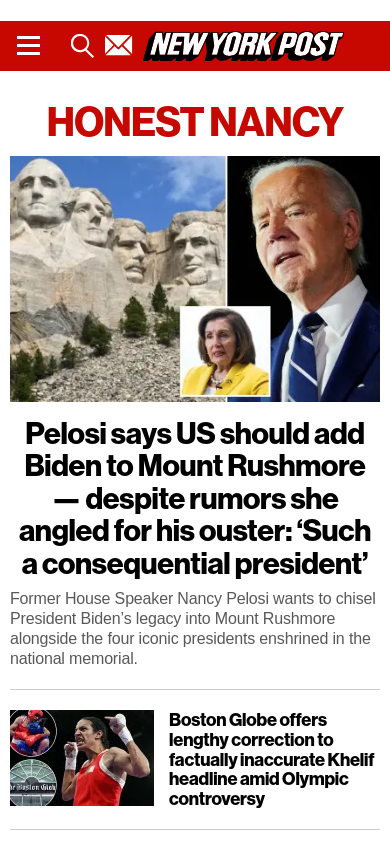 NEW YORK POST
HONEST NANCY
Pelosi says US should add
Biden to Mount Rushmore
— despite rumors she
angled for his ouster: ‘Such
a consequential president’
Former House Speaker Nancy Pelosi wants to chisel
President Biden’s legacy into Mount Rushmore
alongside the four iconic presidents enshrined in the
national memorial.
Boston Globe offers
lengthy correction to
factually inaccurate Khelif
headline amid Olympic
controversy
he Boston Glob